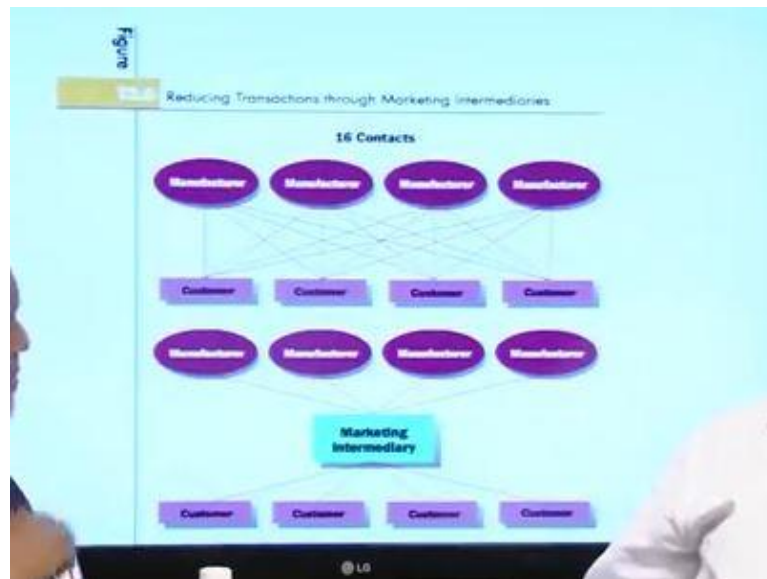 Figure
Reducing Transactions through Marketing Intermediaries
16 Contacts
Manufacturer Manufacturer Manufacturer Manufacturer
Customer Customer Customer Customer
Manufacturer Manufacturer Manufacturer Manufacturer
Marketing
Intermediary
Customer Customer Customer Customer
LG